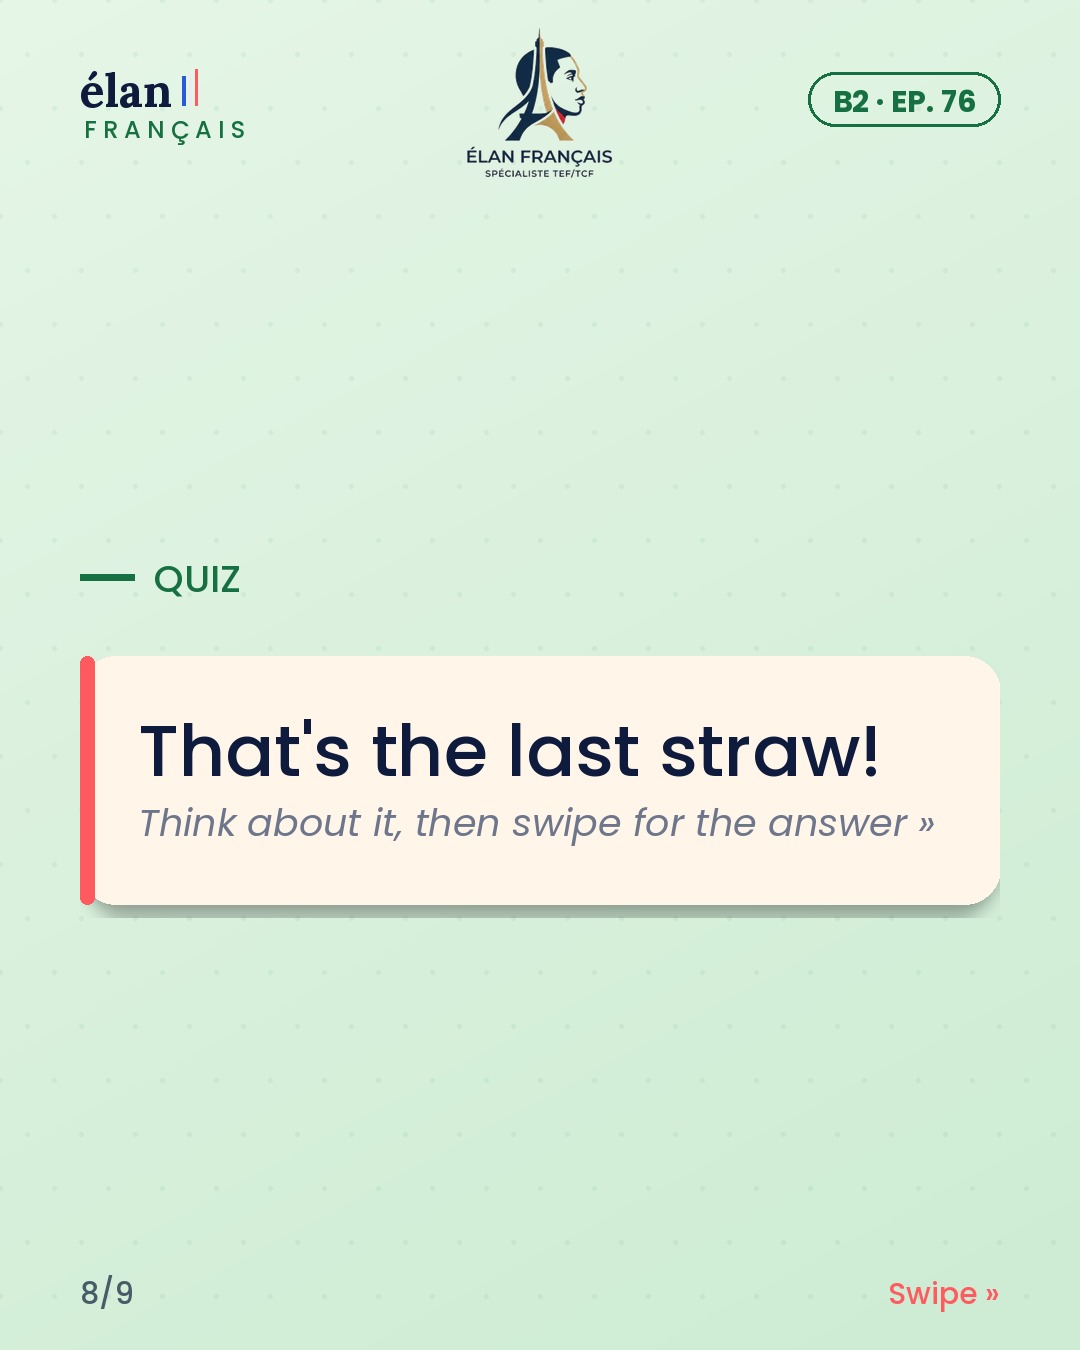 élan
FRANÇAIS
ÉLAN FRANÇAIS
SPÉCIALISTE TEF/TCF
B2 · EP. 76
QUIZ
That's the last straw!
Think about it, then swipe for the answer »
8/9
Swipe »